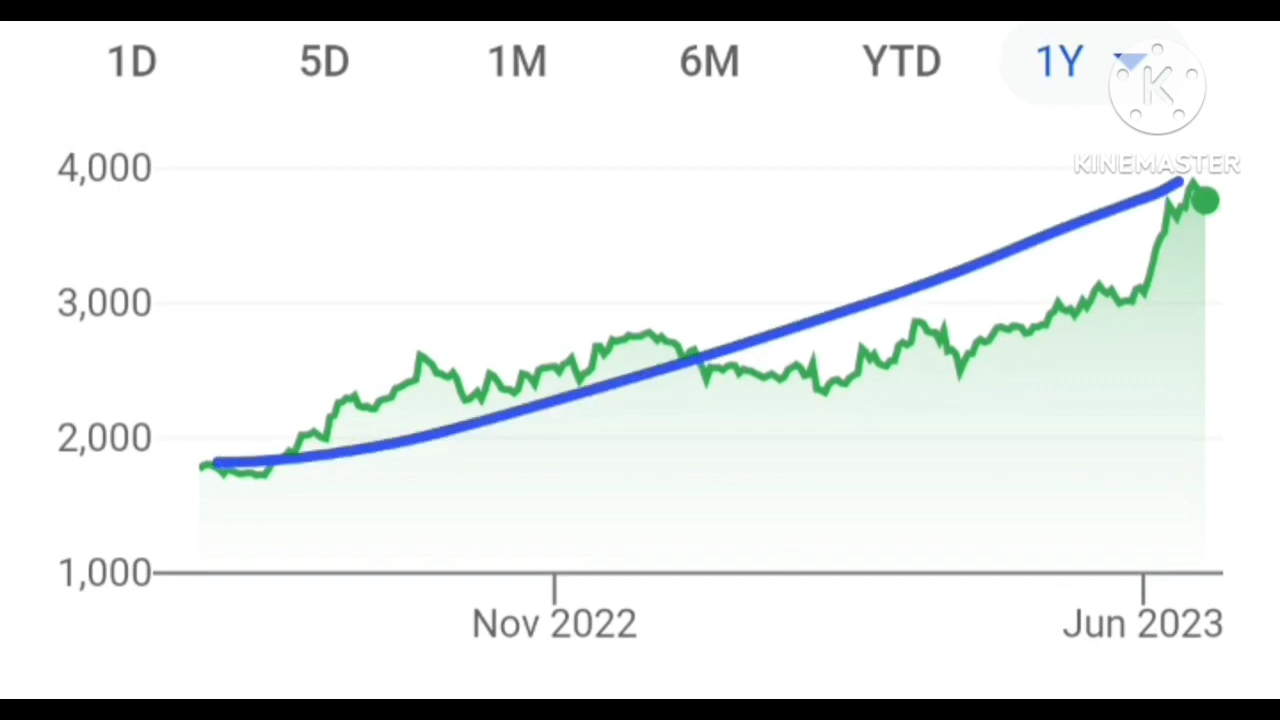 1D 5D 1M 6M YTD 1Y
K
KINEMASTER
4,000
3,000
2,000
1,000
Nov 2022 Jun 2023